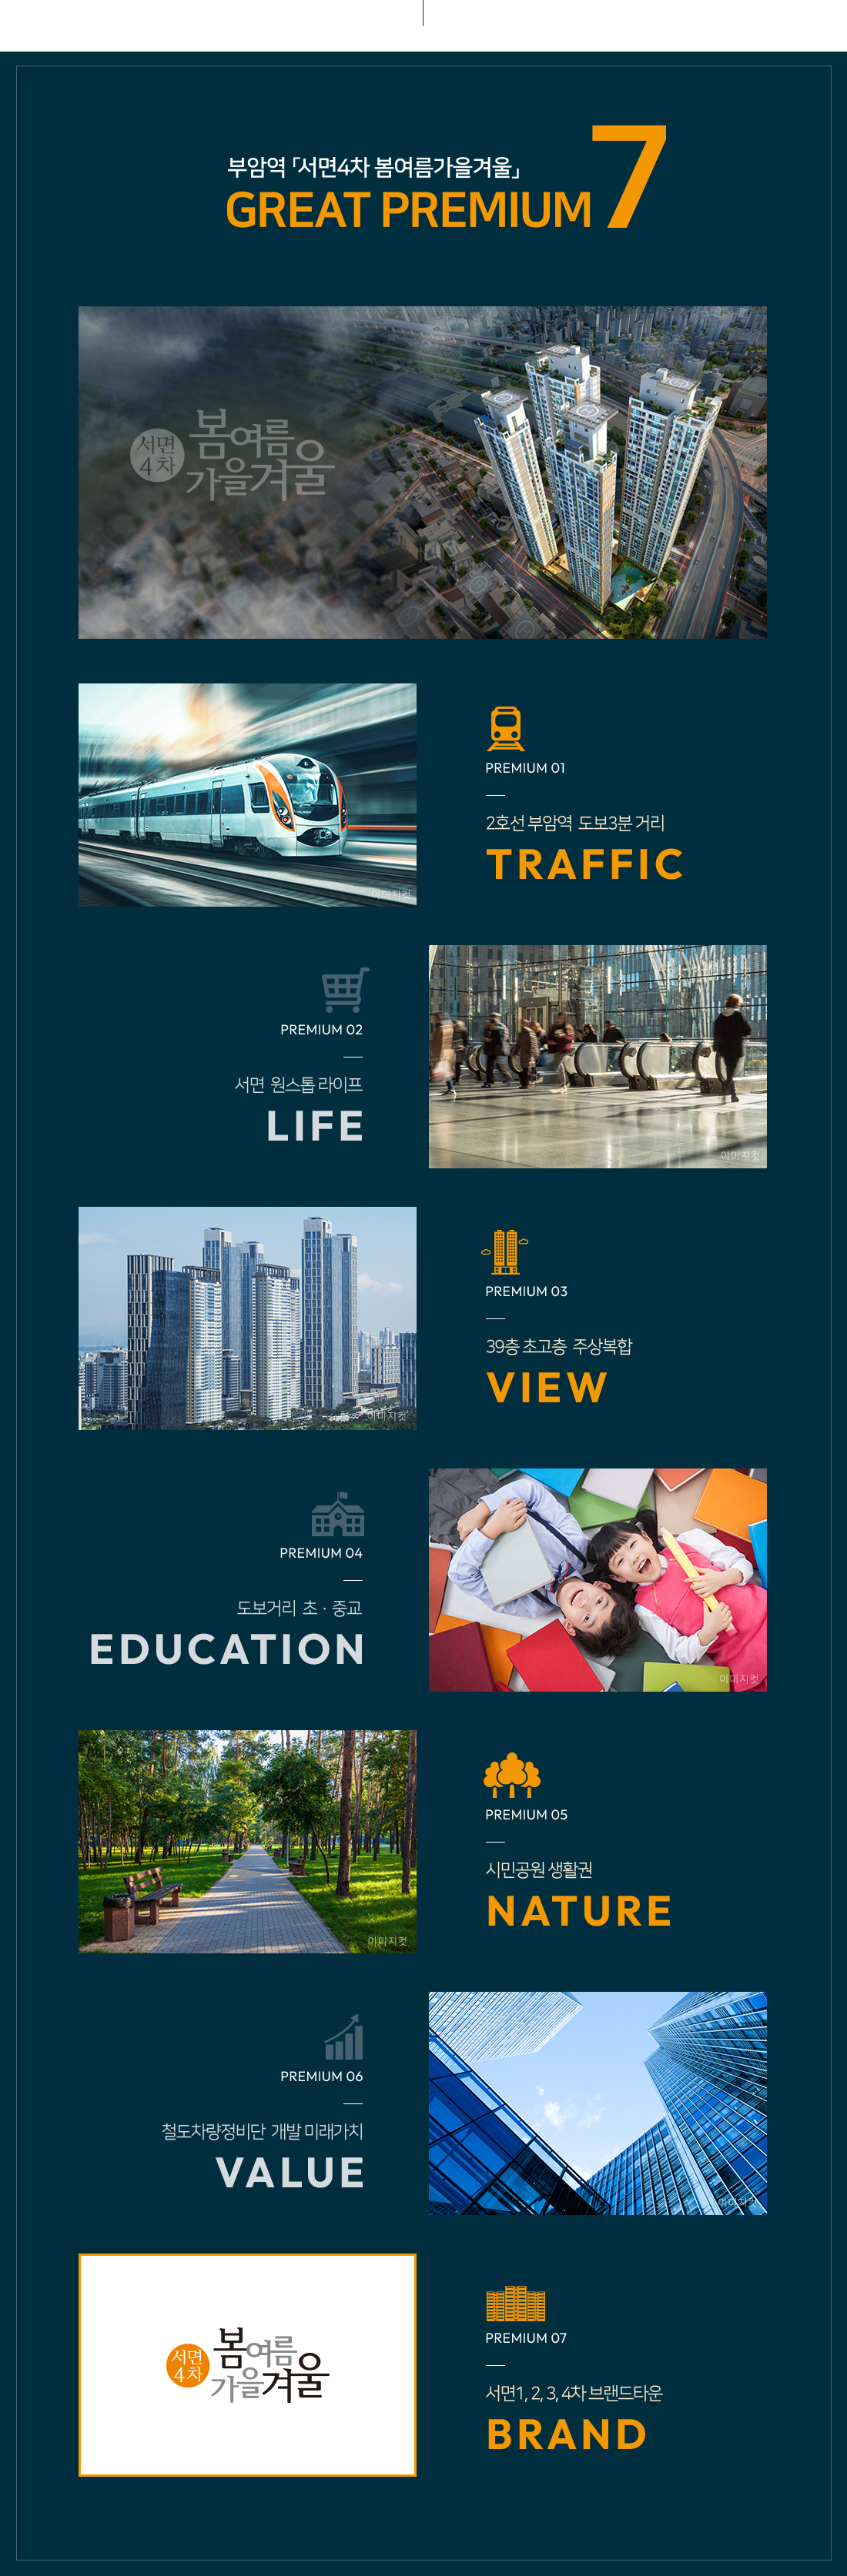 부암역 「서면4차 봄여름가을겨울」
GREAT PREMIUM 7
서면
4차
봄여름
가을겨울
이미지컷
PREMIUM 01
2호선 부암역 도보3분 거리
TRAFFIC
PREMIUM 02
서면 원스톱 라이프
LIFE
이미지컷
이미지컷
PREMIUM 03
39층 초고층 주상복합
VIEW
PREMIUM 04
도보거리 초 · 중교
EDUCATION
이미지컷
이미지컷
PREMIUM 05
시민공원 생활권
NATURE
PREMIUM 06
철도차량정비단 개발 미래가치
VALUE
이미지컷
서면
4차
봄여름
가을겨울
PREMIUM 07
서면1, 2, 3, 4차 브랜드타운
BRAND